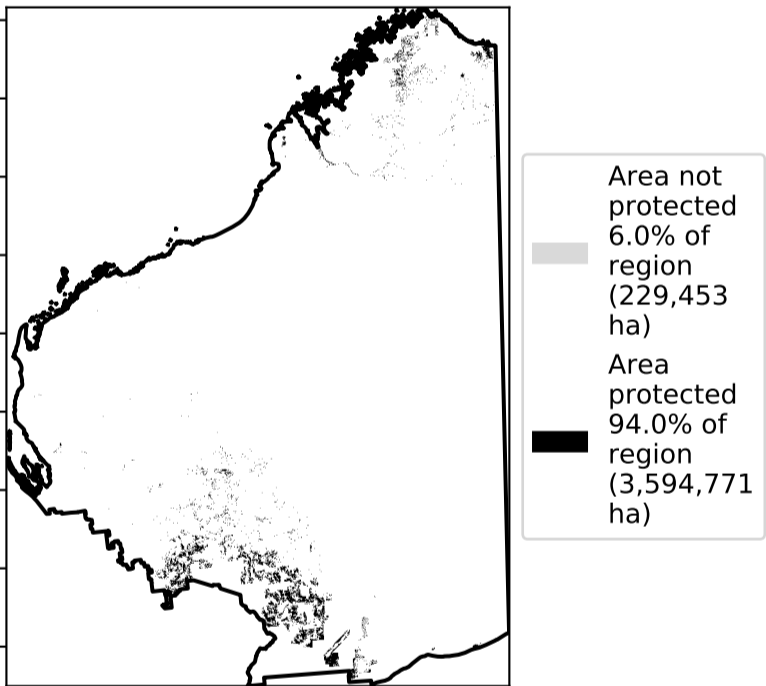 Area not
protected
6.0% of
region
(229,453
ha)
Area
protected
94.0% of
region
(3,594,771
ha)